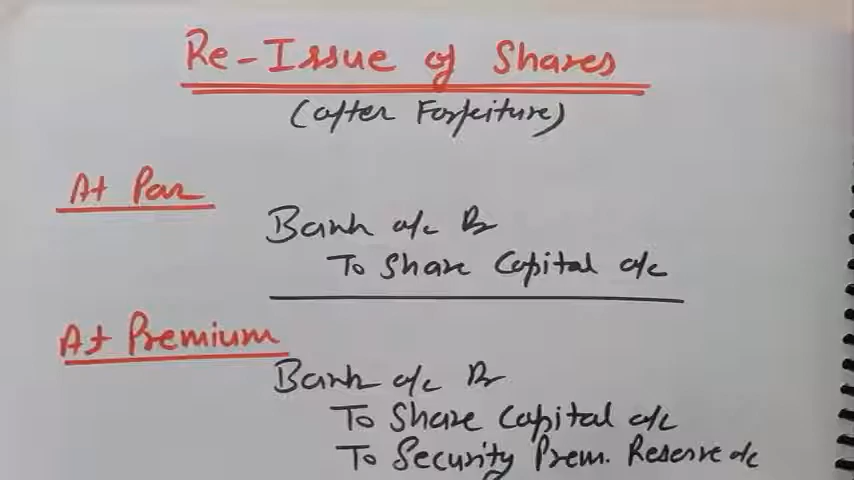 Re-Issue of Shares
(after Forfeiture)
At Par
Bank a/c Dr
To Share Capital a/c
At Premium
Bank a/c Dr
To Share Capital a/c
To Security Prem. Reserve a/c